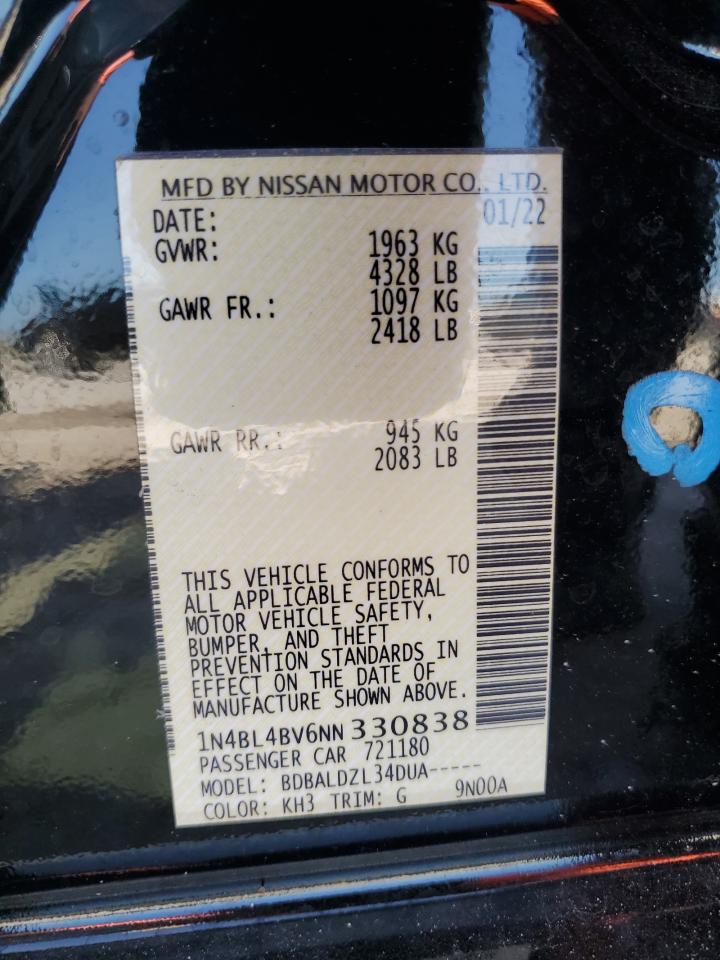 MFD BY NISSAN MOTOR CO., LTD.
DATE: 01/22
GVWR: 1963 KG
4328 LB
GAWR FR.: 1097 KG
2418 LB
GAWR RR.: 945 KG
2083 LB
THIS VEHICLE CONFORMS TO
ALL APPLICABLE FEDERAL
MOTOR VEHICLE SAFETY,
BUMPER, AND THEFT
PREVENTION STANDARDS IN
EFFECT ON THE DATE OF
MANUFACTURE SHOWN ABOVE.
1N4BL4BV6NN330838
PASSENGER CAR 721180
MODEL: BDBALDZL34DUA-----
COLOR: KH3 TRIM: G 9N00A